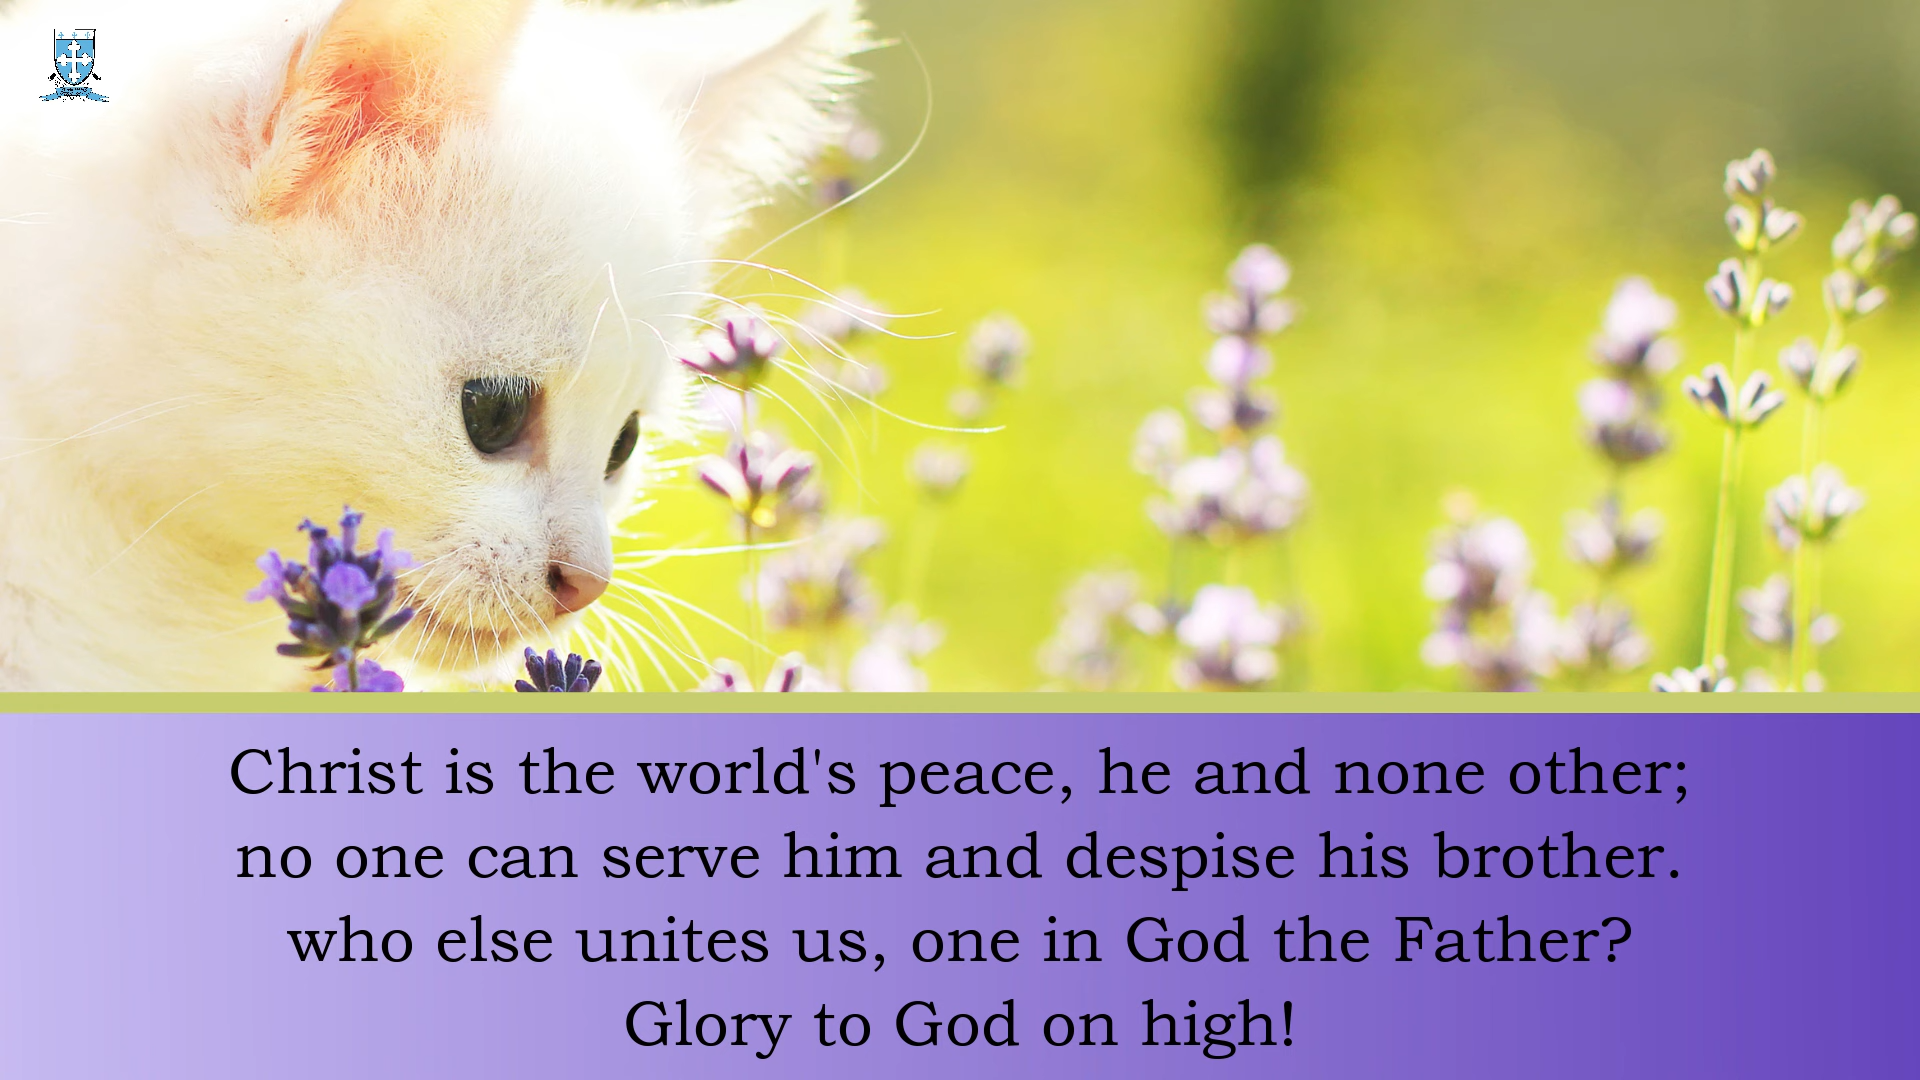 Christ is the world's peace, he and none other;
no one can serve him and despise his brother.
who else unites us, one in God the Father?
Glory to God on high!